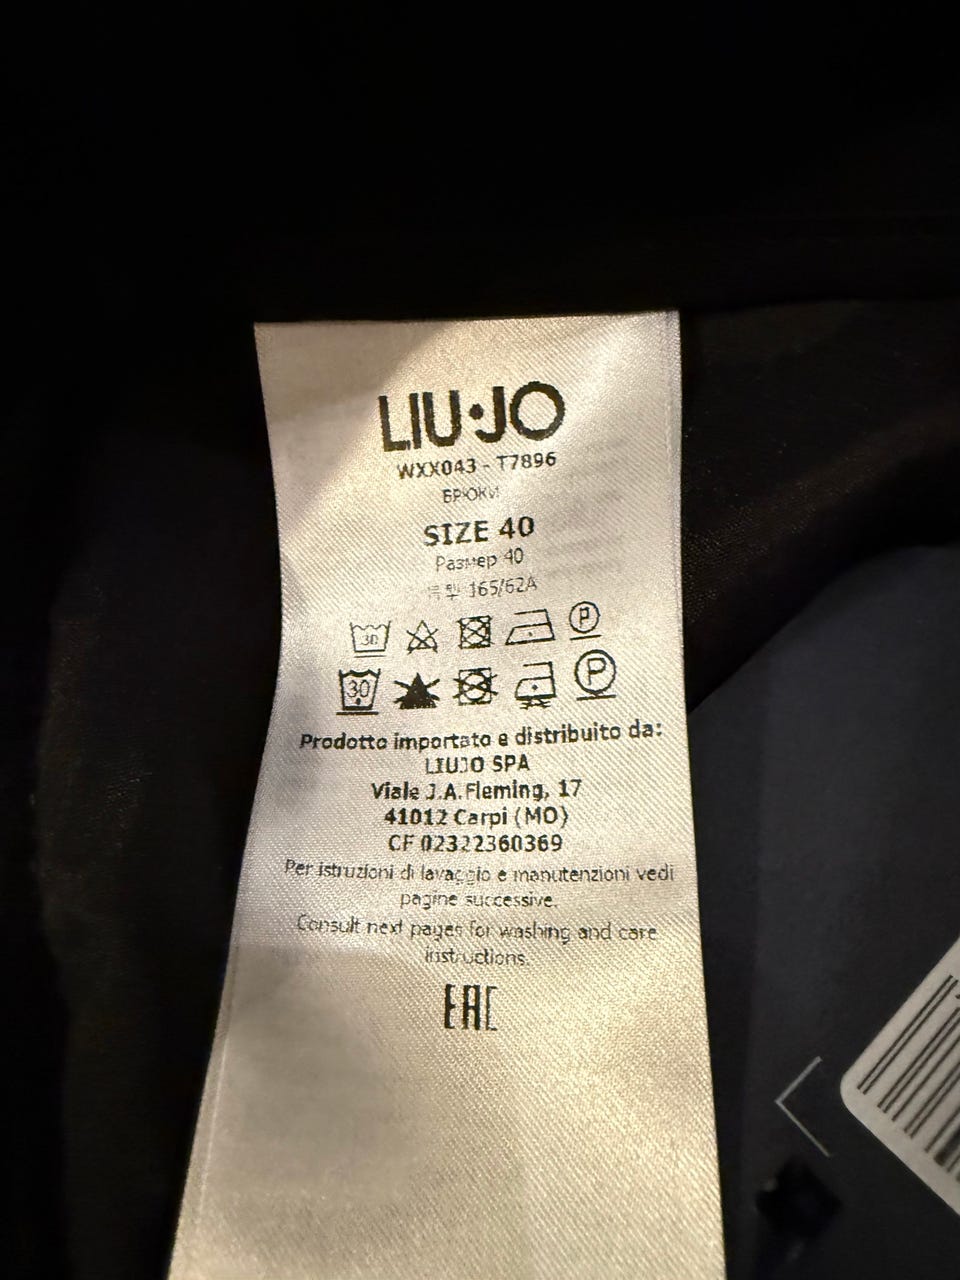 LIU·JO
WXX043 - T7896
БРЮКИ
SIZE 40
Размер 40
165/62A
30 P
30 P
Prodotto importato e distribuito da:
LIUJO SPA
Viale J.A.Fleming, 17
41012 Carpi (MO)
CF 02322360369
Per istruzioni di lavaggio e manutenzioni vedi
pagine successive.
Consult next pages for washing and care
instructions.
EAC